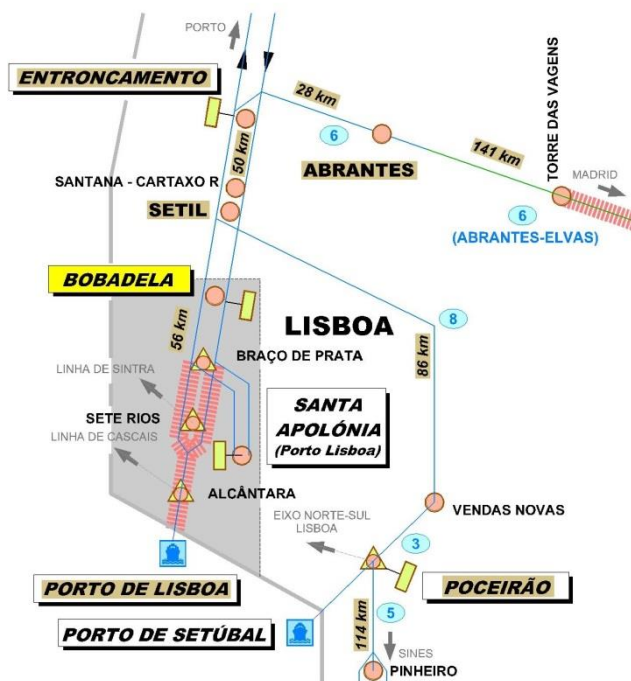 PORTO
ENTRONCAMENTO
28 km
6
ABRANTES
141 km
TORRE DAS VAGENS
MADRID
6
(ABRANTES-ELVAS)
50 km
SANTANA - CARTAXO R
SETIL
BOBADELA
LISBOA
8
56 km
BRAÇO DE PRATA
86 km
LINHA DE SINTRA
SETE RIOS
LINHA DE CASCAIS
SANTA
APOLÓNIA
(Porto Lisboa)
ALCÂNTARA
EIXO NORTE-SUL
LISBOA
VENDAS NOVAS
3
PORTO DE LISBOA
POCEIRÃO
5
PORTO DE SETÚBAL
114 km
SINES
PINHEIRO